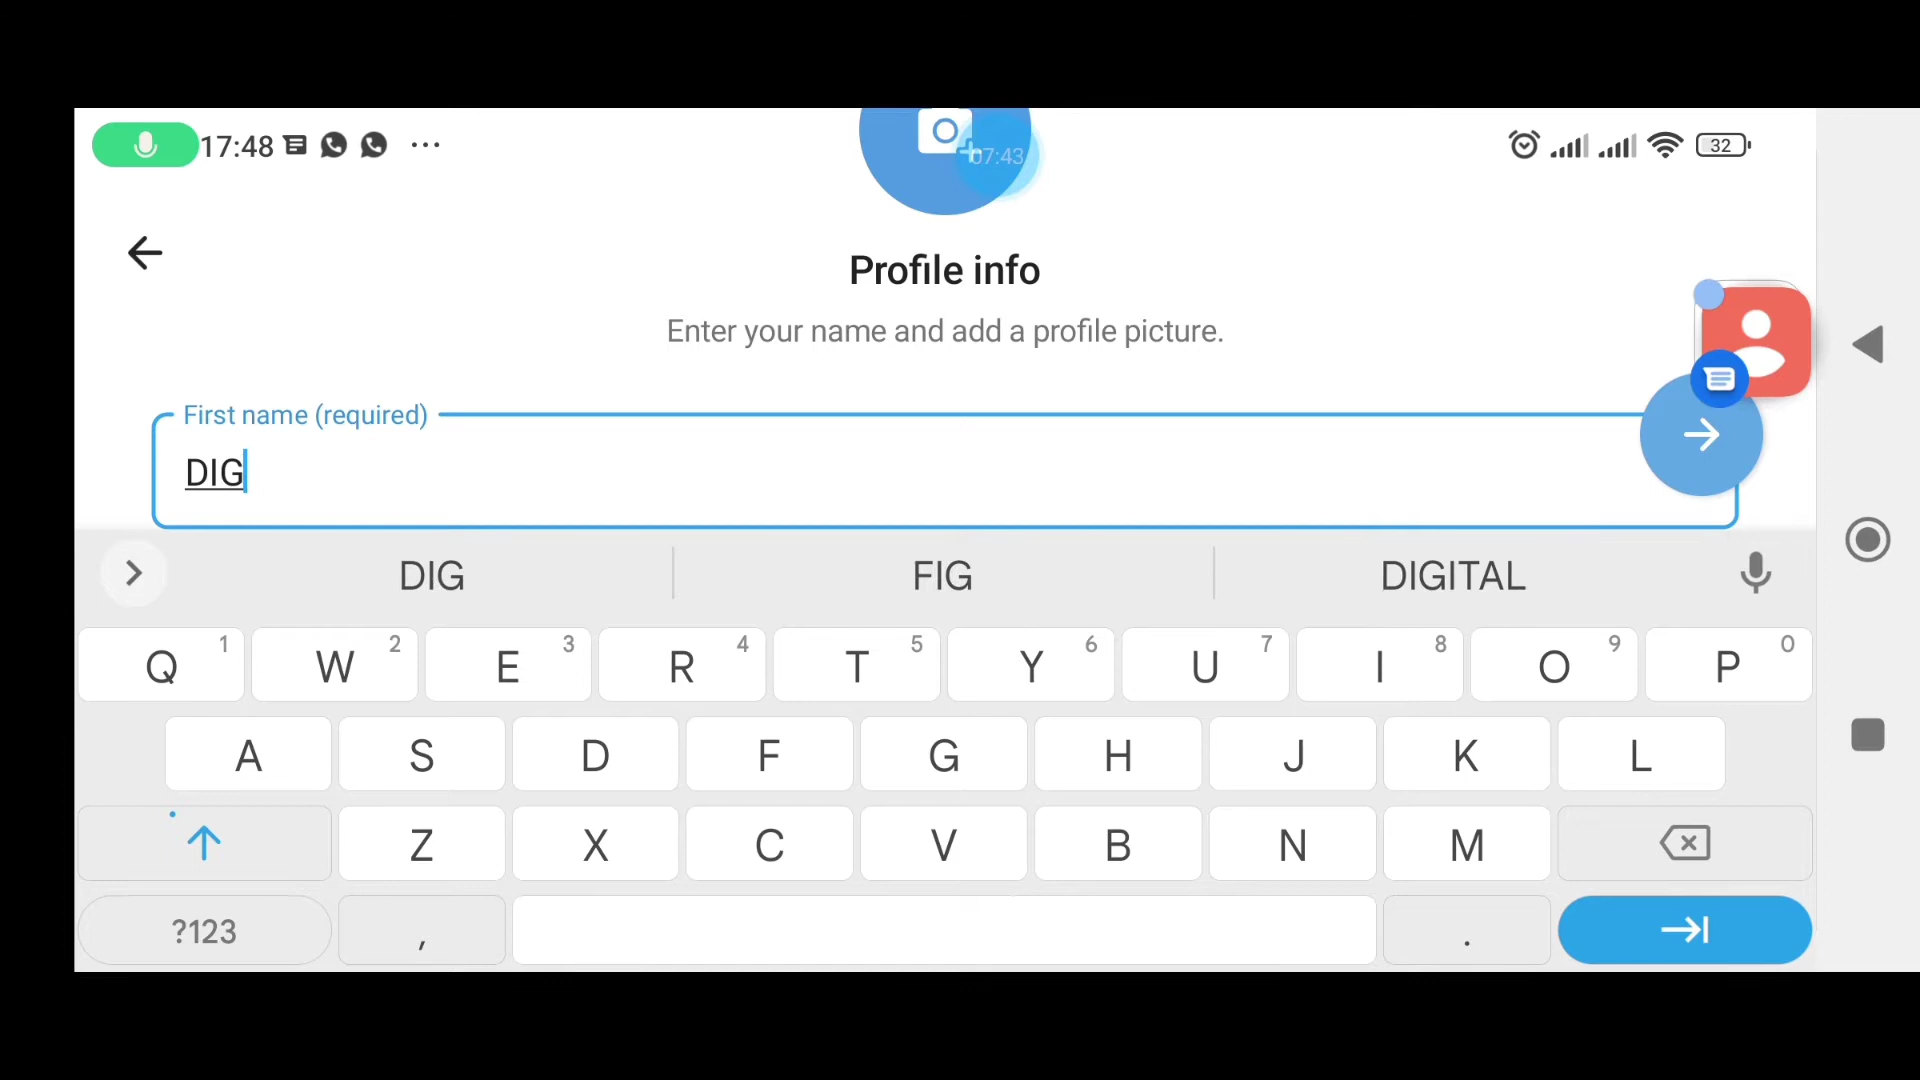 17:48 ...
07:43
32
Profile info
Enter your name and add a profile picture.
First name (required)
DIG
DIG FIG DIGITAL
Q 1 W 2 E 3 R 4 T 5 Y 6 U 7 I 8 O 9 P 0
A S D F G H J K L
Z X C V B N M
?123 , .